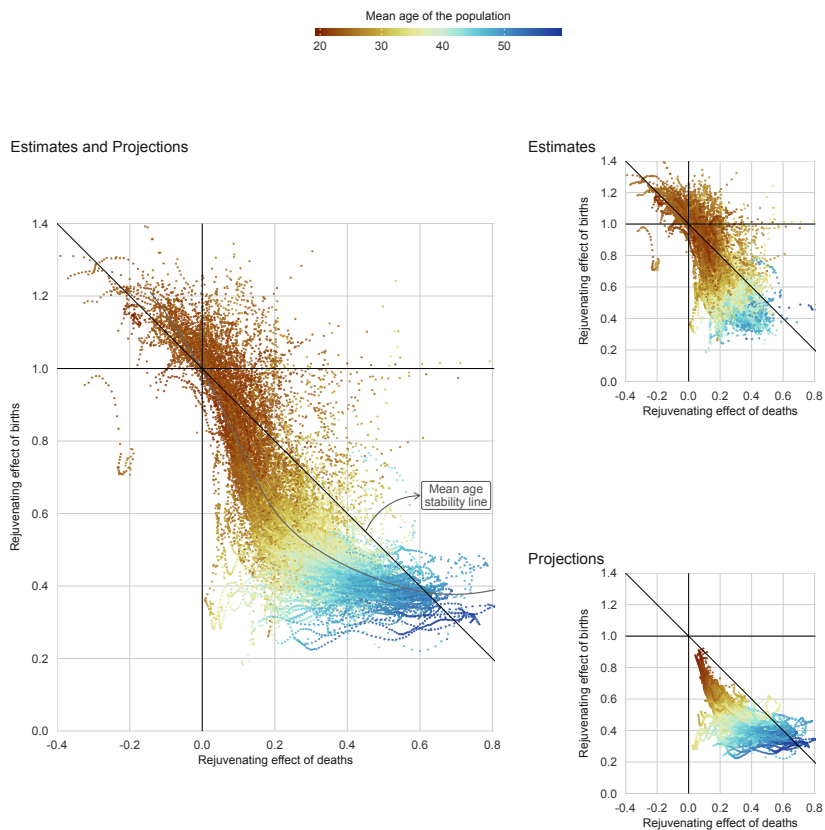 Mean age of the population
20 30 40 50
Estimates and Projections
1.4
1.2
1.0
0.8
0.6
0.4
0.2
0.0
-0.4 -0.2 0.0 0.2 0.4 0.6 0.8
Rejuvenating effect of deaths
Rejuvenating effect of births
Mean age
stability line
Estimates
1.4
1.2
1.0
0.8
0.6
0.4
0.2
0.0
-0.4 -0.2 0.0 0.2 0.4 0.6 0.8
Rejuvenating effect of deaths
Rejuvenating effect of births
Projections
1.4
1.2
1.0
0.8
0.6
0.4
0.2
0.0
-0.4 -0.2 0.0 0.2 0.4 0.6 0.8
Rejuvenating effect of deaths
Rejuvenating effect of births